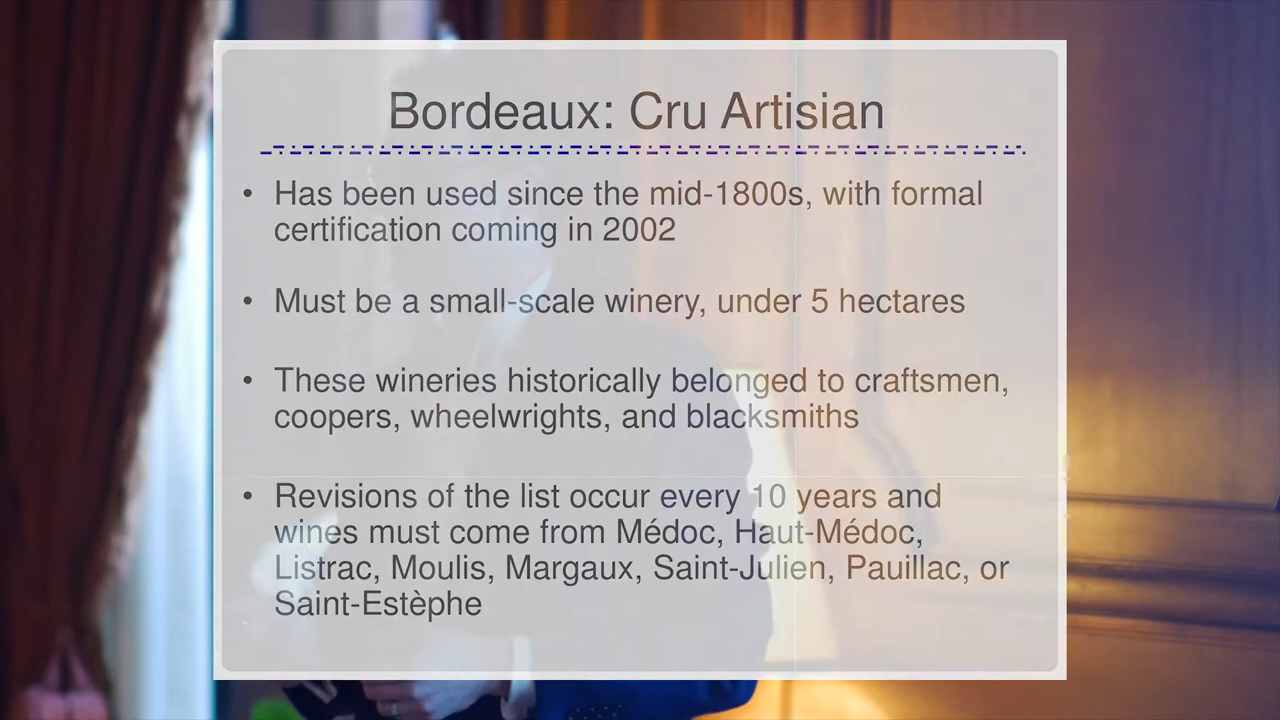 Bordeaux: Cru Artisian
• Has been used since the mid-1800s, with formal
certification coming in 2002
• Must be a small-scale winery, under 5 hectares
• These wineries historically belonged to craftsmen,
coopers, wheelwrights, and blacksmiths
• Revisions of the list occur every 10 years and
wines must come from Médoc, Haut-Médoc,
Listrac, Moulis, Margaux, Saint-Julien, Pauillac, or
Saint-Estèphe